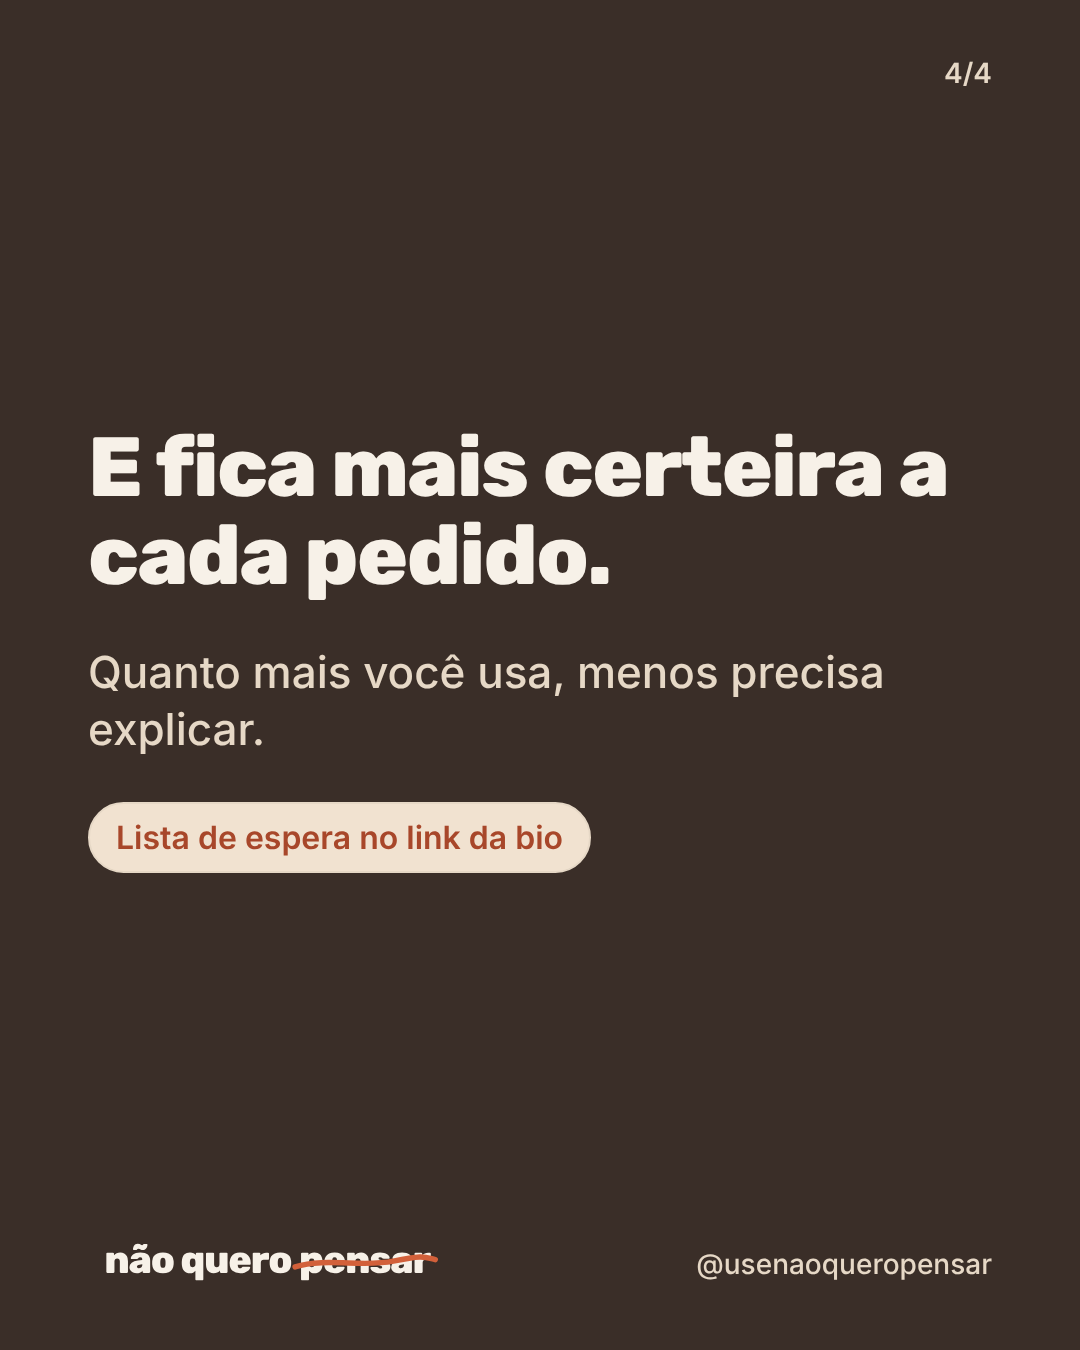 4/4
E fica mais certeira a
cada pedido.
Quanto mais você usa, menos precisa
explicar.
Lista de espera no link da bio
não quero pensar
@usenaoqueropensar